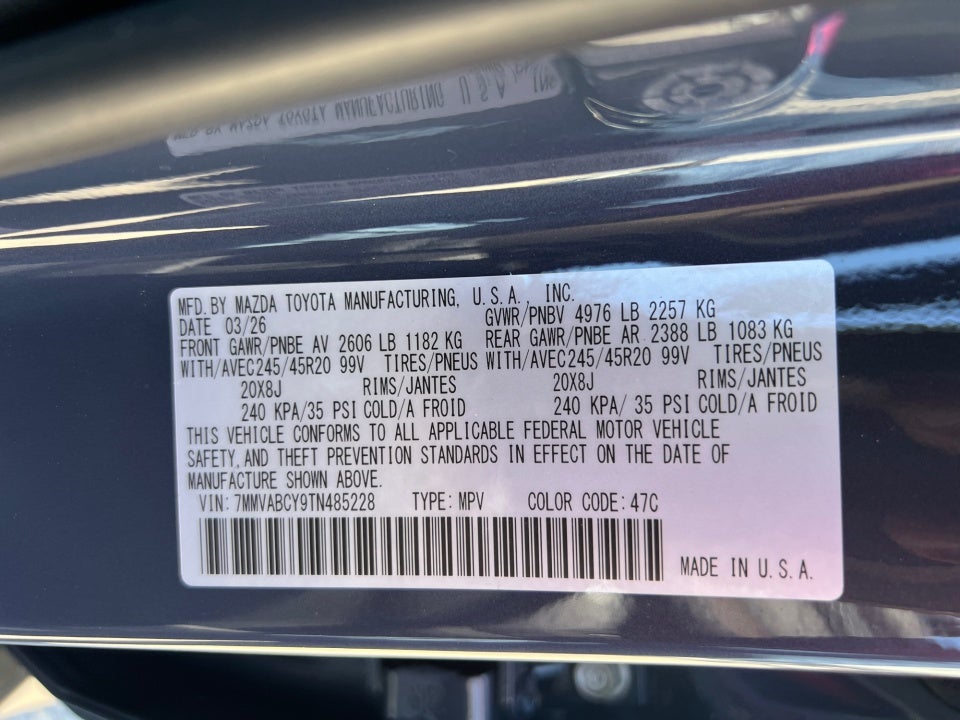 MFD. BY MAZDA TOYOTA MANUFACTURING, U.S.A., INC.
DATE 03/26 GVWR/PNBV 4976 LB 2257 KG
FRONT GAWR/PNBE AV 2606 LB 1182 KG REAR GAWR/PNBE AR 2388 LB 1083 KG
WITH/AVEC245/45R20 99V TIRES/PNEUS WITH/AVEC245/45R20 99V TIRES/PNEUS
20X8J RIMS/JANTES 20X8J RIMS/JANTES
240 KPA/35 PSI COLD/A FROID 240 KPA/ 35 PSI COLD/A FROID
THIS VEHICLE CONFORMS TO ALL APPLICABLE FEDERAL MOTOR VEHICLE
SAFETY, AND THEFT PREVENTION STANDARDS IN EFFECT ON THE DATE OF
MANUFACTURE SHOWN ABOVE.
VIN: 7MMVABCY9TN485228 TYPE: MPV COLOR CODE: 47C
MADE IN U.S.A.